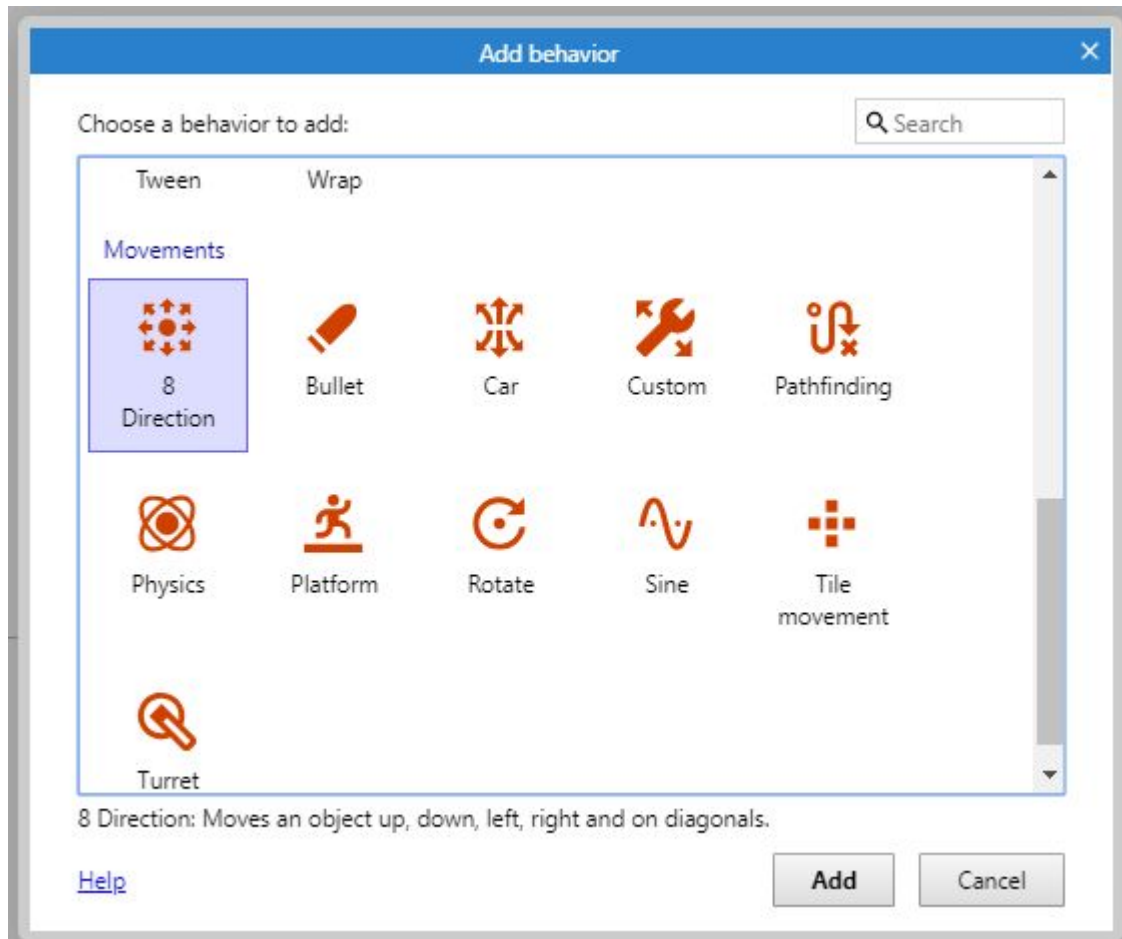 Add behavior
Choose a behavior to add:
Search
Tween Wrap
Movements
8 Bullet Car Custom Pathfinding
Direction
Physics Platform Rotate Sine Tile
movement
Turret
8 Direction: Moves an object up, down, left, right and on diagonals.
Help Add Cancel